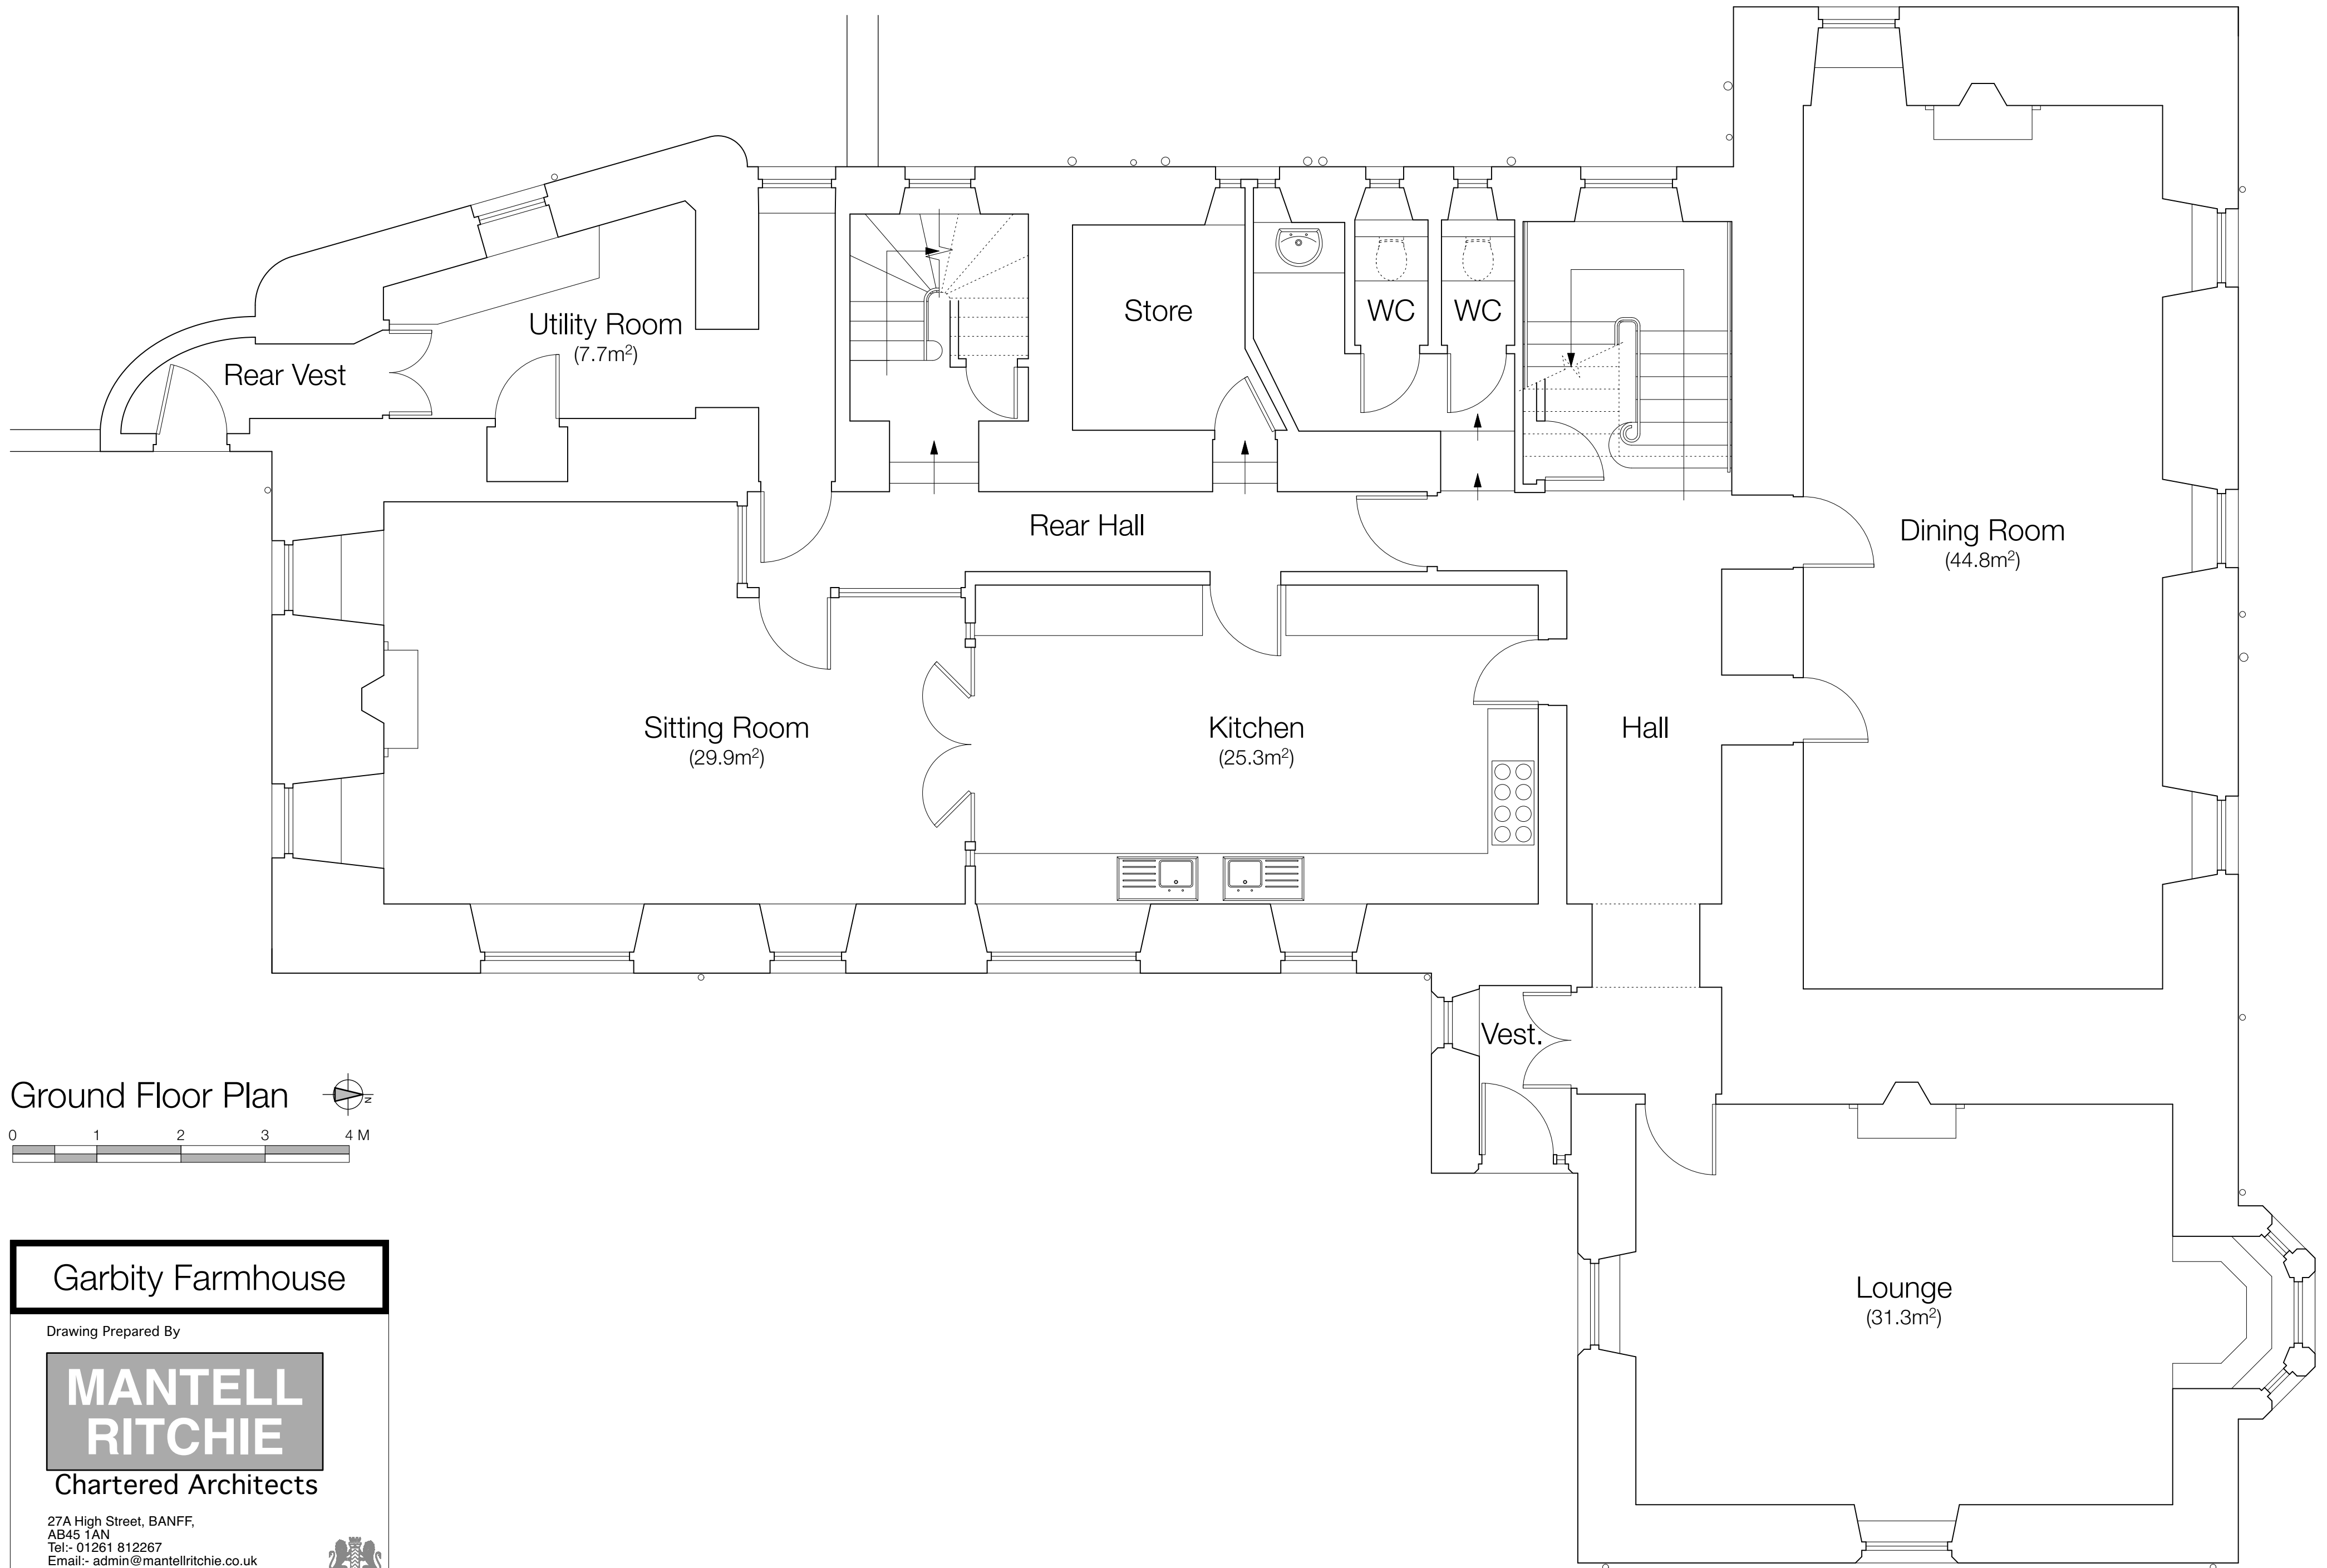 Utility Room
(7.7m²)
Rear Vest
Store
WC
WC
Rear Hall
Dining Room
(44.8m²)
Sitting Room
(29.9m²)
Kitchen
(25.3m²)
Hall
Vest.
Lounge
(31.3m²)
Ground Floor Plan
N
0 1 2 3 4 M
Garbity Farmhouse
Drawing Prepared By
MANTELL
RITCHIE
Chartered Architects
27A High Street, BANFF,
AB45 1AN
Tel:- 01261 812267
Email:- admin@mantellritchie.co.uk